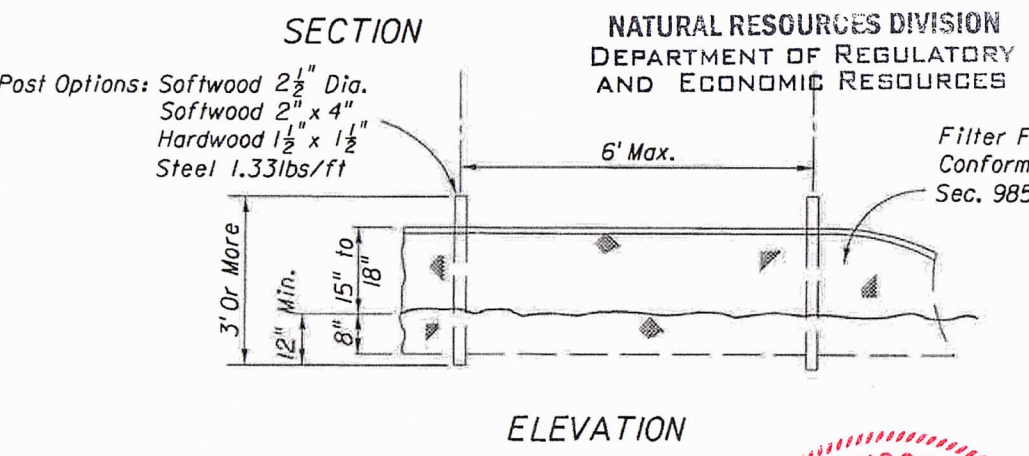 SECTION
NATURAL RESOURCES DIVISION
DEPARTMENT OF REGULATORY
AND ECONOMIC RESOURCES
Post Options: Softwood 2½" Dia.
Softwood 2" x 4"
Hardwood 1½" x 1½"
Steel 1.33lbs/ft
6' Max.
Filter F
Conform
Sec. 985
3' Or More
12" Min.
15" to
18"
8"
ELEVATION